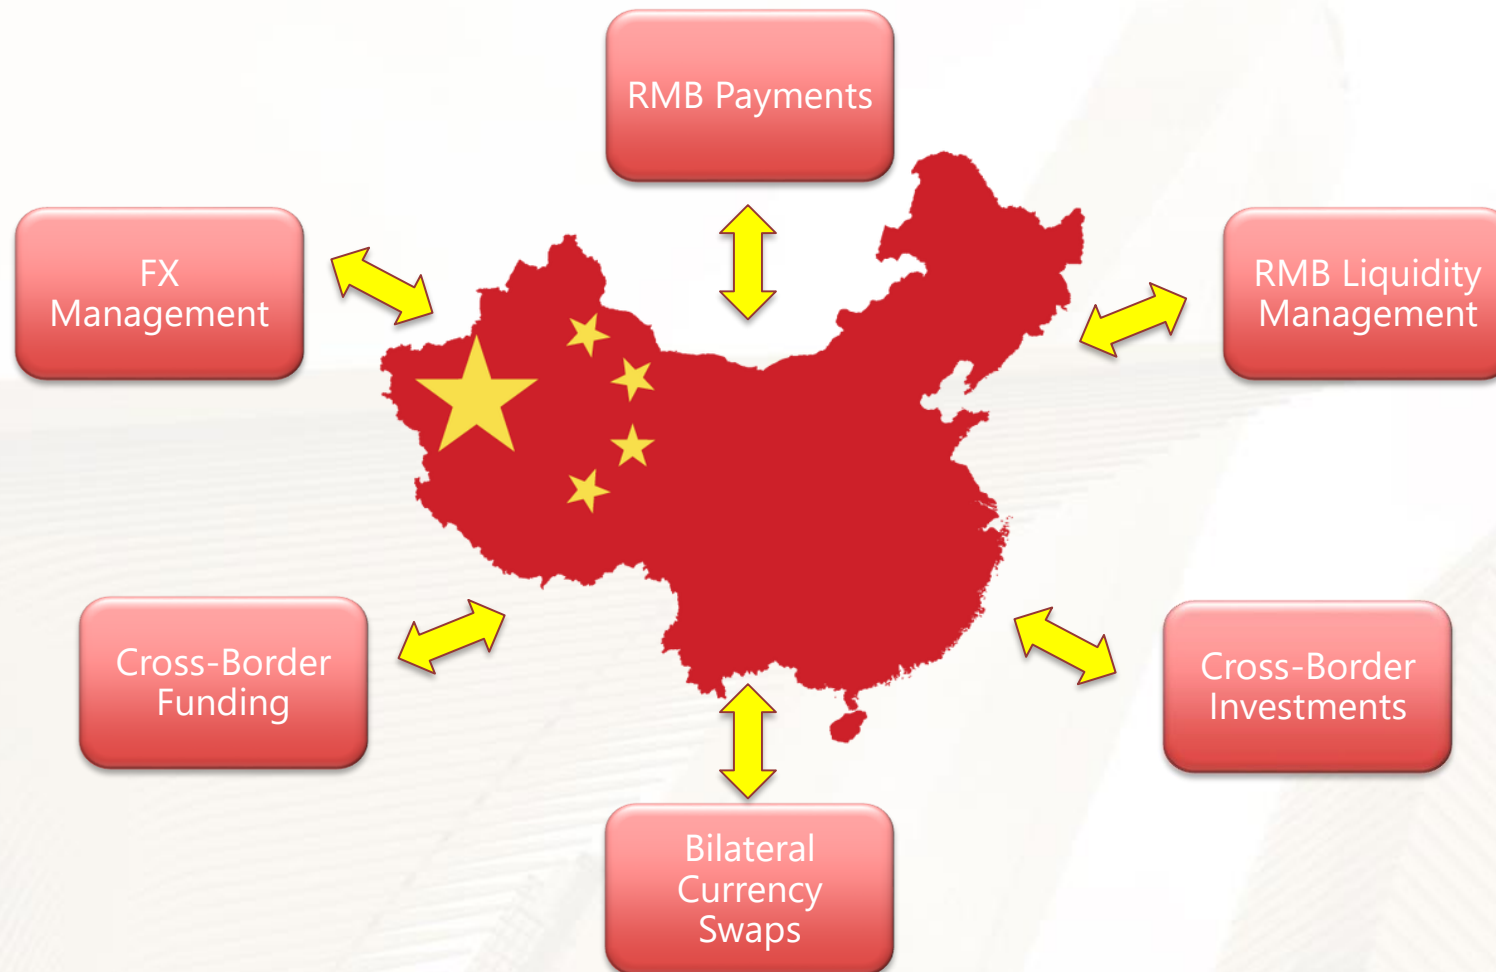 RMB Payments
FX
Management
RMB Liquidity
Management
Cross-Border
Funding
Cross-Border
Investments
Bilateral
Currency
Swaps